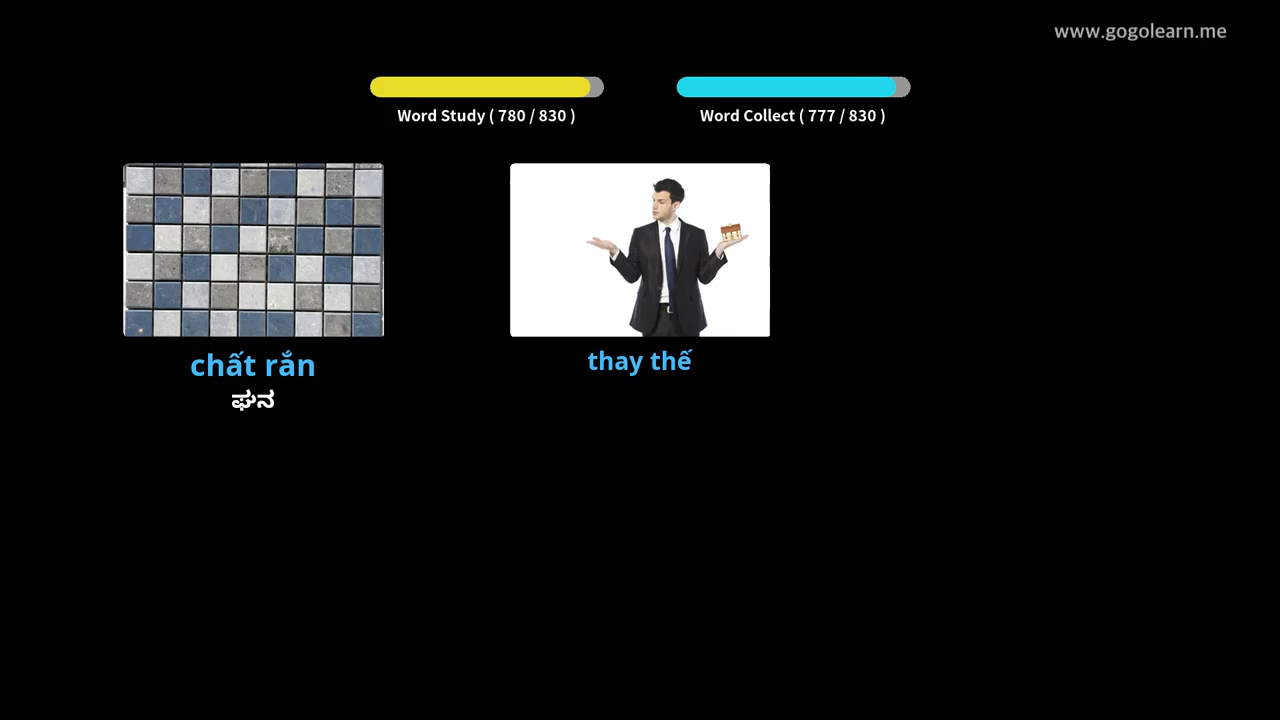 www.gogolearn.me
Word Study ( 780 / 830 )
Word Collect ( 777 / 830 )
chất rắn
ಘನ
thay thế